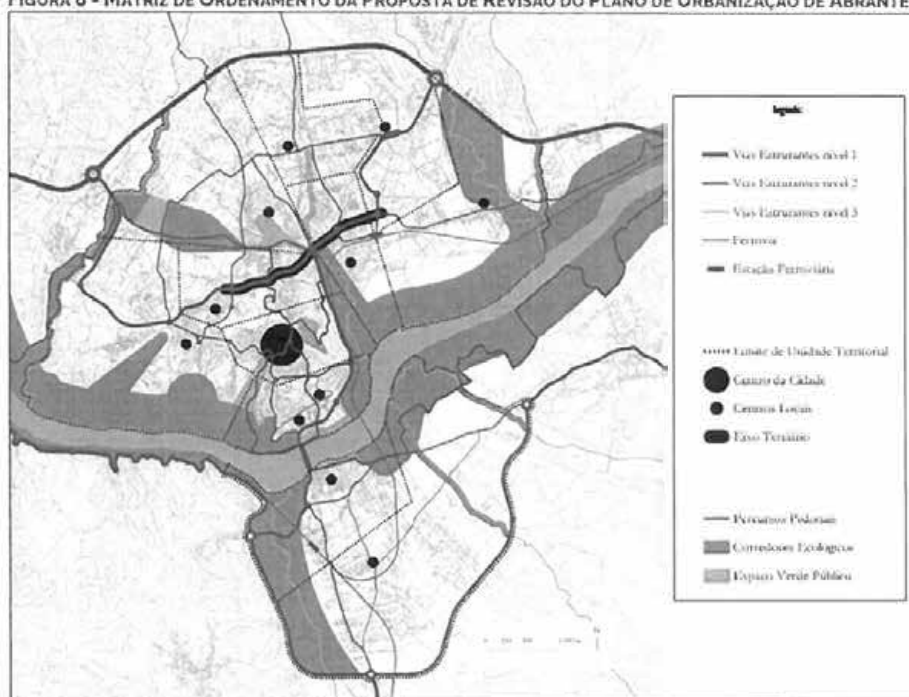 FIGURA 6 - MATRIZ DE ORDENAMENTO DA PROPOSTA DE REVISÃO DO PLANO DE URBANIZAÇÃO DE ABRANTE
Vias Estruturantes nível 1
Vias Estruturantes nível 2
Vias Estruturantes nível 3
Ferrovia
Estação Ferroviária
Limite de Unidade Territorial
Centro da Cidade
Centros Locais
Eixo Terciário
Percursos Pedonais
Corredores Ecológicos
Espaço Verde Público